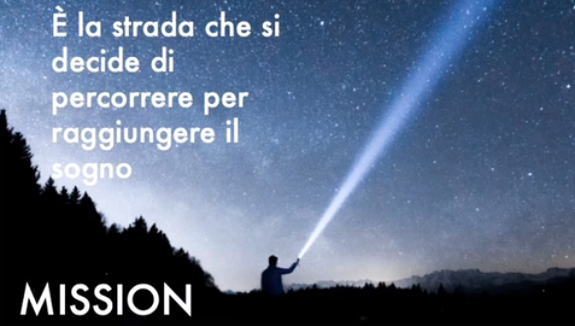 È la strada che si
decide di
percorrere per
raggiungere il
sogno
MISSION